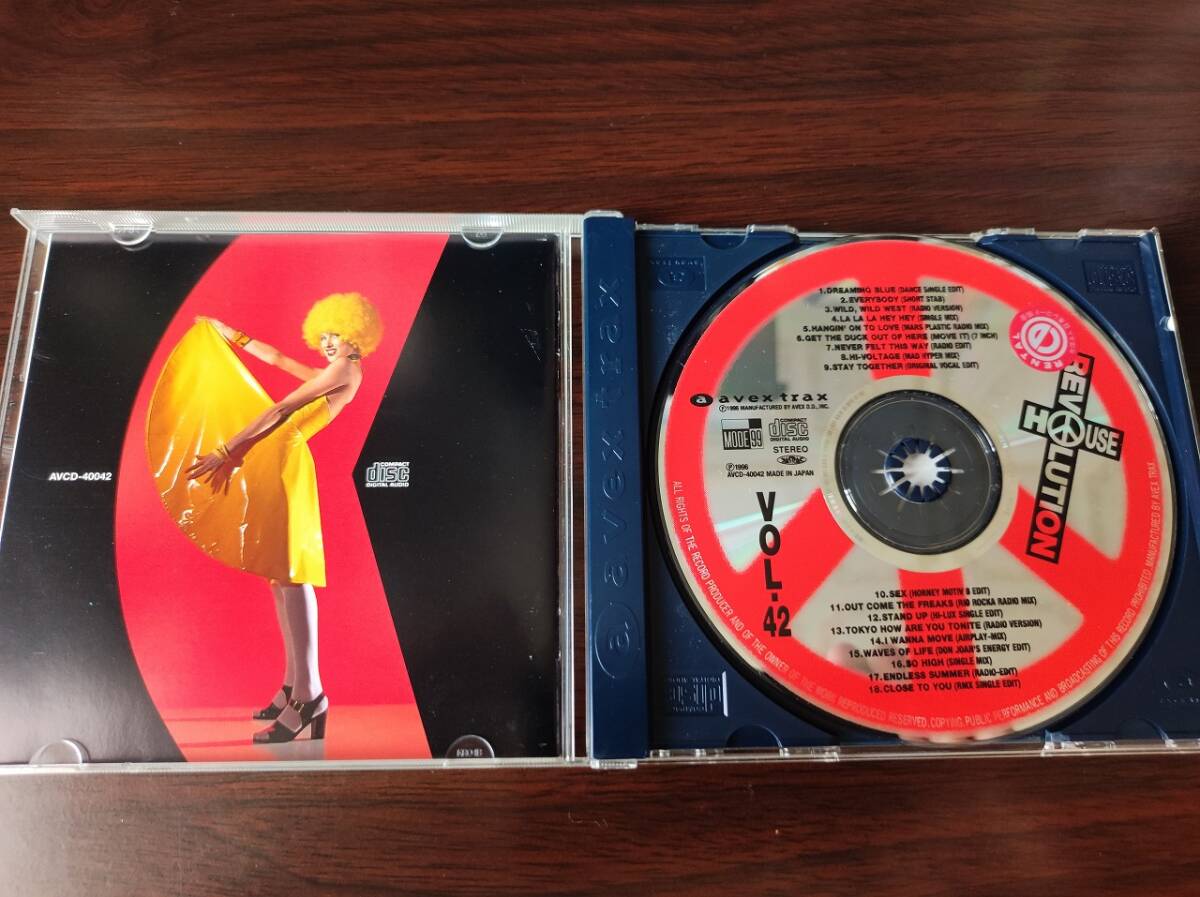 AVCD-40042
COMPACT
disc
DIGITAL AUDIO
a avex trax
1.DREAMING BLUE (DANCE SINGLE EDIT)
2.EVERYBODY (SHORT STAB)
3.WILD, WILD WEST (RADIO VERSION)
4.LA LA LA HEY HEY (SINGLE MIX)
5.HANGIN' ON TO LOVE (MARS PLASTIC RADIO MIX)
6.GET THE DUCK OUT OF HERE (MOVE IT) (7 INCH)
7.NEVER FELT THIS WAY (RADIO EDIT)
8.HI-VOLTAGE (MAD HYPER MIX)
9.STAY TOGETHER (ORIGINAL VOCAL EDIT)
RENTAL
a avex trax
Ⓟ1996 MANUFACTURED BY AVEX D.D., INC.
MODE 99
COMPACT
disc
DIGITAL AUDIO
STEREO
Ⓟ1996
AVCD-40042 MADE IN JAPAN
HOUSE
REVOLUTION
VOL-42
10.SEX (HORNEY MOTIV 8 EDIT)
11.OUT COME THE FREAKS (RIO ROCKA RADIO MIX)
12.STAND UP (HI-LUX SINGLE EDIT)
13.TOKYO HOW ARE YOU TONITE (RADIO VERSION)
14.I WANNA MOVE (AIRPLAY-MIX)
15.WAVES OF LIFE (DON JOAN'S ENERGY EDIT)
16.SO HIGH (SINGLE MIX)
17.ENDLESS SUMMER (RADIO-EDIT)
18.CLOSE TO YOU (RMX SINGLE EDIT)
ALL RIGHTS OF THE RECORD PRODUCER AND OF THE OWNER OF THE WORK REPRODUCED RESERVED. COPYING, PUBLIC PERFORMANCE AND BROADCASTING OF THIS RECORD PROHIBITED. MANUFACTURED BY AVEX TRAX
disc